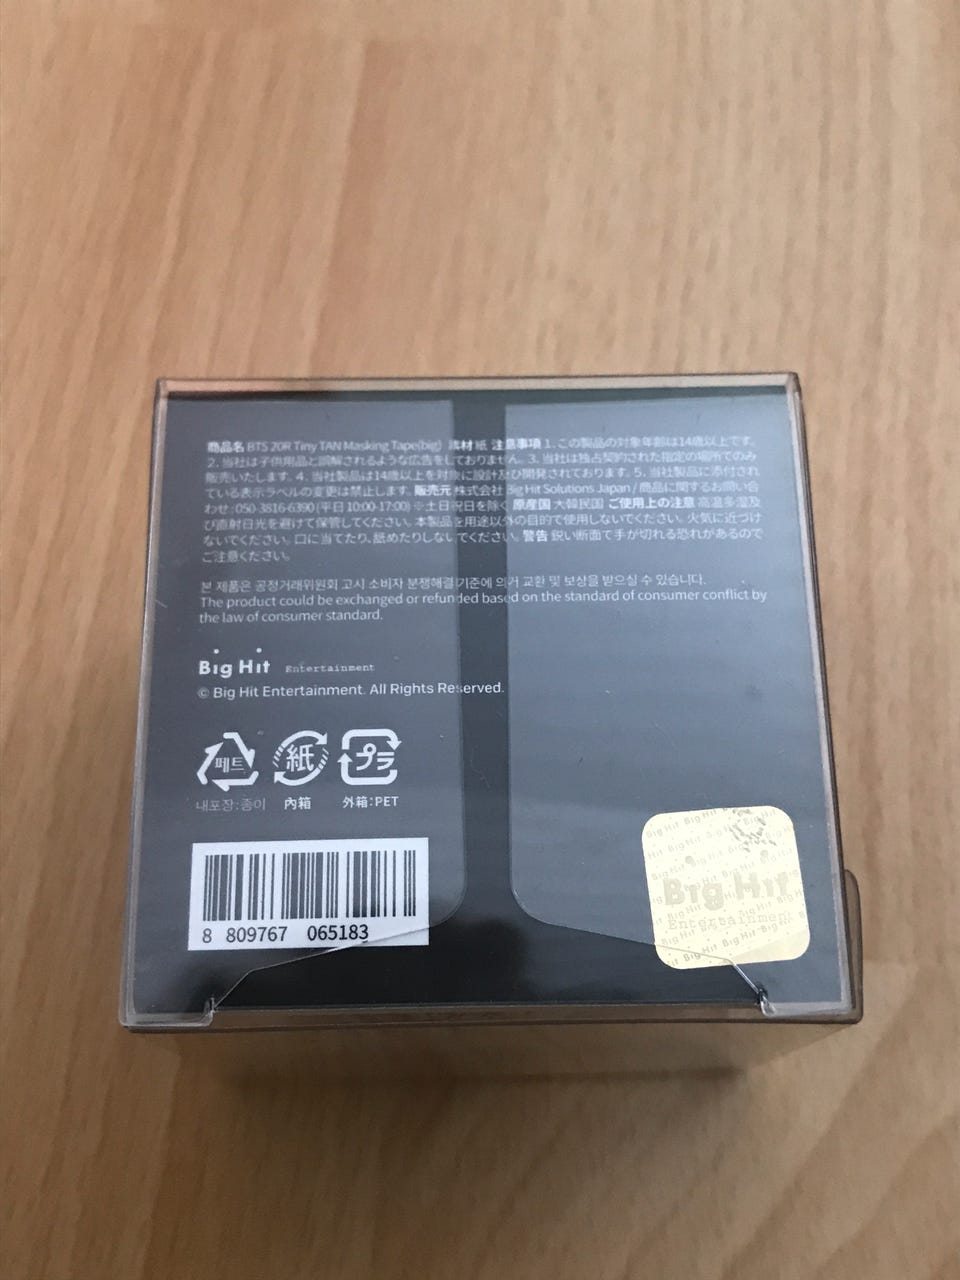 商品名 BTS 20R Tiny TAN Masking Tape(big) 素材 紙 注意事項 1. この製品の対象年齢は14歳以上です。
2. 当社は子供用品と誤解されるような広告をしておりません。3. 当社は独占契約された指定の場所でのみ
販売いたします。4. 当社製品は14歳以上を対象に設計及び開発されております。5. 当社製品に添付され
ている表示ラベルの変更は禁止します。販売元 株式会社 Big Hit Solutions Japan / 商品に関するお問い合
わせ : 050-3816-6390 (平日 10:00-17:00) ※土日祝日を除く 原産国 大韓民国 ご使用上の注意 高温多湿及
び直射日光を避けて保管してください。本製品を用途以外の目的で使用しないでください。火気に近づけ
ないでください。口に当てたり、舐めたりしないでください。警告 鋭い断面で手が切れる恐れがあるので
ご注意ください。
본 제품은 공정거래위원회 고시 소비자 분쟁해결 기준에 의거 교환 및 보상을 받으실 수 있습니다.
The product could be exchanged or refunded based on the standard of consumer conflict by
the law of consumer standard.
Big Hit Entertainment
© Big Hit Entertainment. All Rights Reserved.
페트 紙 プラ
내포장:종이 內箱 外箱:PET
8 809767 065183
Big Hit
Entertainment